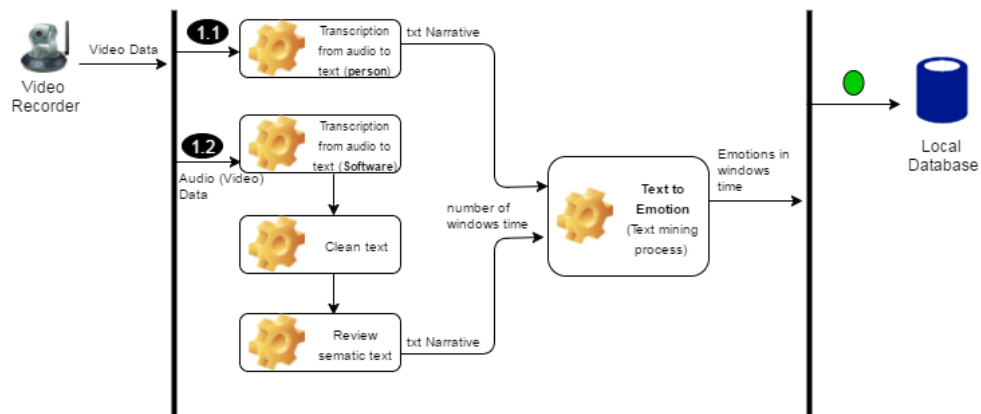 Video
Recorder
Video Data
1.1
Transcription
from audio to
text (person)
txt Narrative
1.2
Audio (Video)
Data
Transcription
from audio to
text (Software)
Clean text
Review
sematic text
txt Narrative
number of
windows time
Text to
Emotion
(Text mining
process)
Emotions in
windows
time
Local
Database